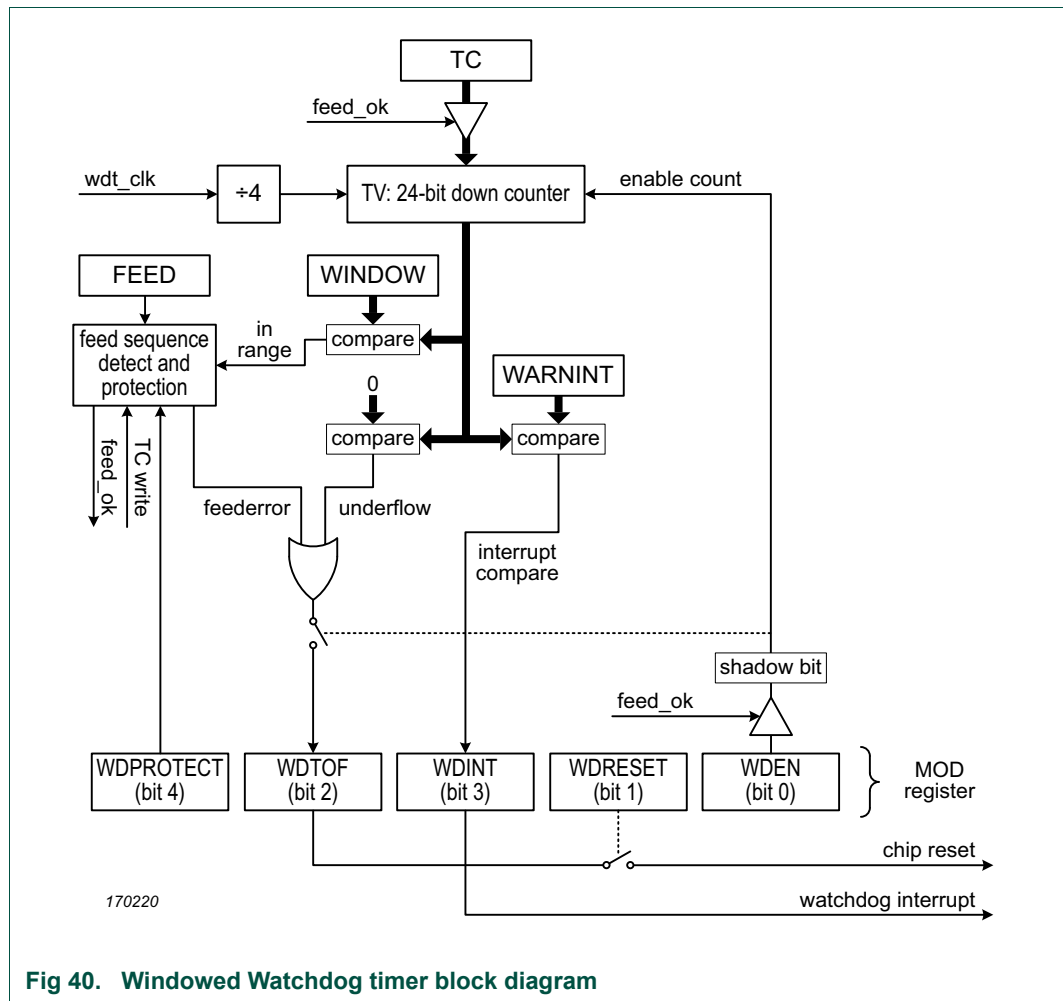 TC
feed_ok
wdt_clk
÷4
TV: 24-bit down counter
enable count
FEED
WINDOW
feed sequence
detect and
protection
in
range
compare
WARNINT
0
compare
compare
feed_ok
TC write
feederror
underflow
interrupt
compare
shadow bit
feed_ok
WDPROTECT
(bit 4)
WDTOF
(bit 2)
WDINT
(bit 3)
WDRESET
(bit 1)
WDEN
(bit 0)
MOD
register
chip reset
watchdog interrupt
170220
Fig 40. Windowed Watchdog timer block diagram